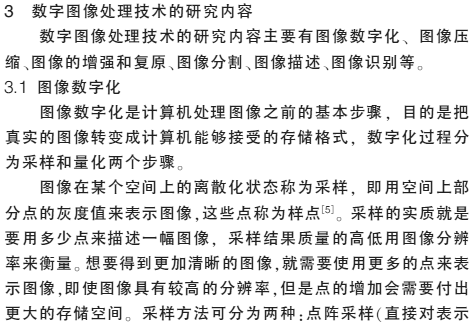 3 数字图像处理技术的研究内容
数字图像处理技术的研究内容主要有图像数字化、图像压
缩、图像的增强和复原、图像分割、图像描述、图像识别等。
3.1 图像数字化
图像数字化是计算机处理图像之前的基本步骤，目的是把
真实的图像转变成计算机能够接受的存储格式，数字化过程分
为采样和量化两个步骤。
图像在某个空间上的离散化状态称为采样，即用空间上部
分点的灰度值来表示图像,这些点称为样点[5]。采样的实质就是
要用多少点来描述一幅图像，采样结果质量的高低用图像分辨
率来衡量。想要得到更加清晰的图像,就需要使用更多的点来表
示图像,即使图像具有较高的分辨率,但是点的增加会需要付出
更大的存储空间。采样方法可分为两种:点阵采样(直接对表示